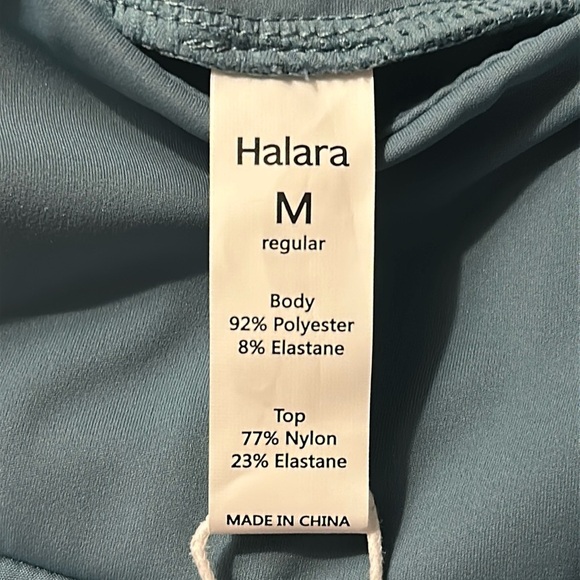 Halara
M
regular
Body
92% Polyester
8% Elastane
Top
77% Nylon
23% Elastane
MADE IN CHINA